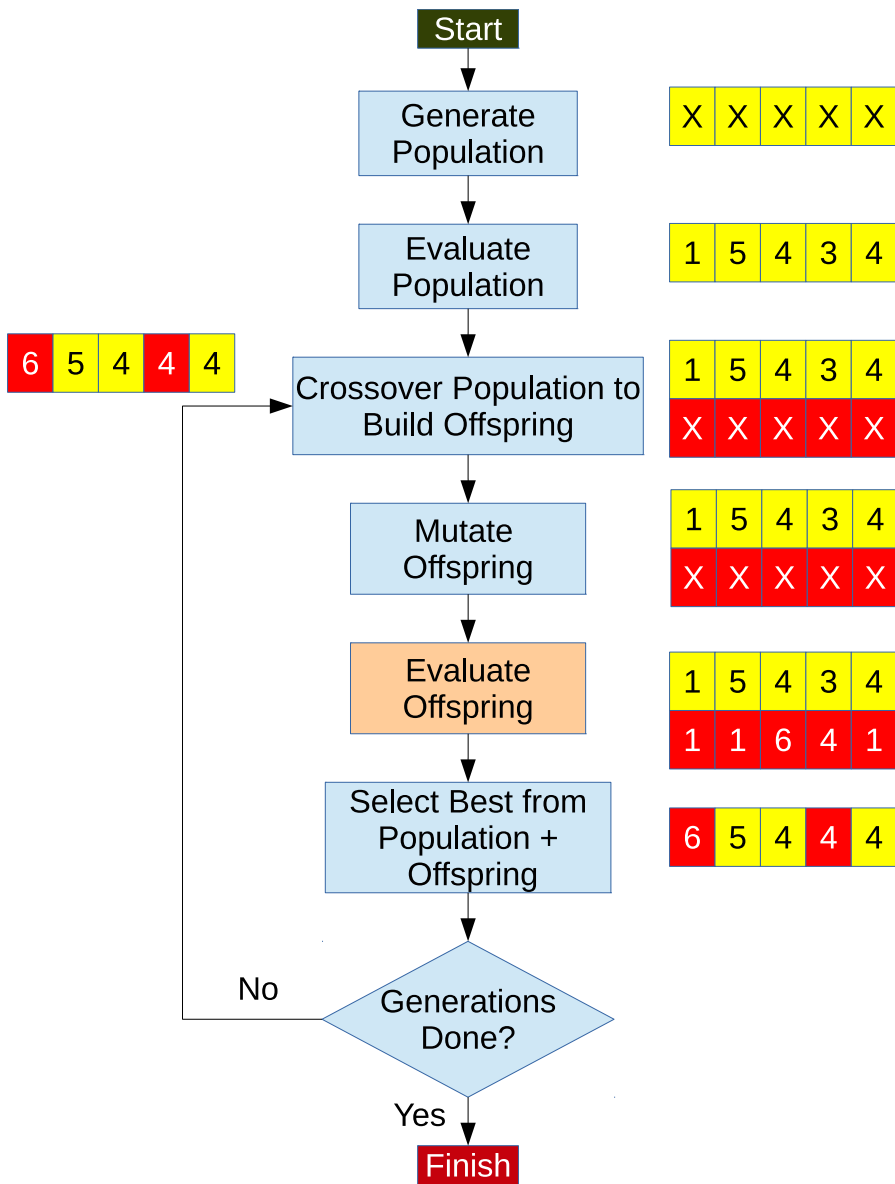 Start
Generate
Population
X X X X X
Evaluate
Population
1 5 4 3 4
6 5 4 4 4
Crossover Population to
Build Offspring
1 5 4 3 4
X X X X X
Mutate
Offspring
1 5 4 3 4
X X X X X
Evaluate
Offspring
1 5 4 3 4
1 1 6 4 1
Select Best from
Population +
Offspring
6 5 4 4 4
Generations
Done?
No
Yes
Finish